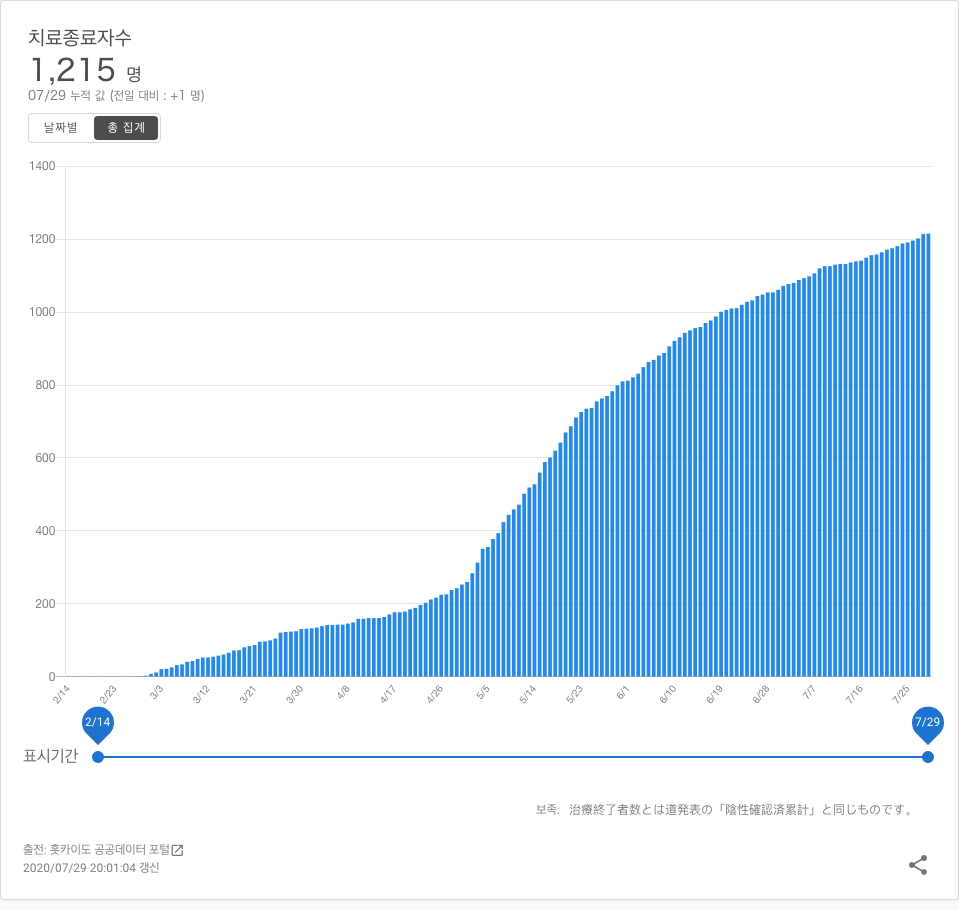 치료종료자수
1,215 명
07/29 누적 값 (전일 대비 : +1 명)
날짜별 총 집계
1400
1200
1000
800
600
400
200
0
2/14 2/23 3/3 3/12 3/21 3/30 4/8 4/17 4/26 5/5 5/14 5/23 6/1 6/10 6/19 6/28 7/7 7/16 7/25
2/14 7/29
표시기간
보족: 治療終了者数とは道発表の「陰性確認済累計」と同じものです。
출전: 홋카이도 공공데이터 포털
2020/07/29 20:01:04 갱신